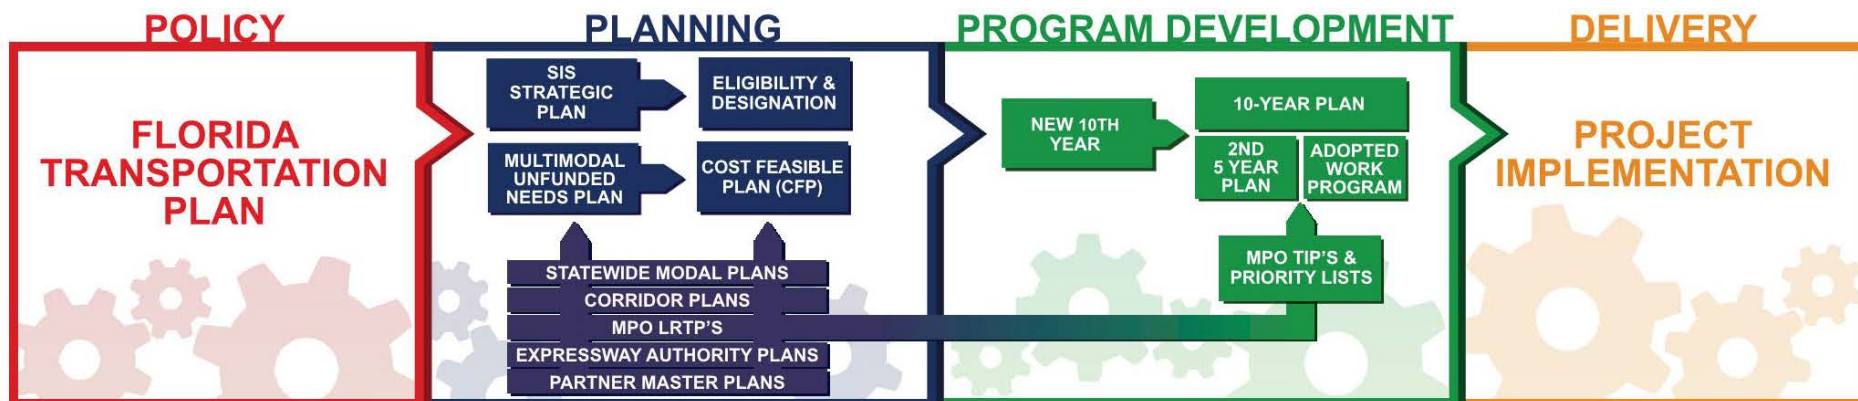 POLICY
FLORIDA
TRANSPORTATION
PLAN
PLANNING
SIS
STRATEGIC
PLAN
ELIGIBILITY &
DESIGNATION
MULTIMODAL
UNFUNDED
NEEDS PLAN
COST FEASIBLE
PLAN (CFP)
STATEWIDE MODAL PLANS
CORRIDOR PLANS
MPO LRTP'S
EXPRESSWAY AUTHORITY PLANS
PARTNER MASTER PLANS
PROGRAM DEVELOPMENT
NEW 10TH
YEAR
10-YEAR PLAN
2ND
5 YEAR
PLAN
ADOPTED
WORK
PROGRAM
MPO TIP'S &
PRIORITY LISTS
DELIVERY
PROJECT
IMPLEMENTATION